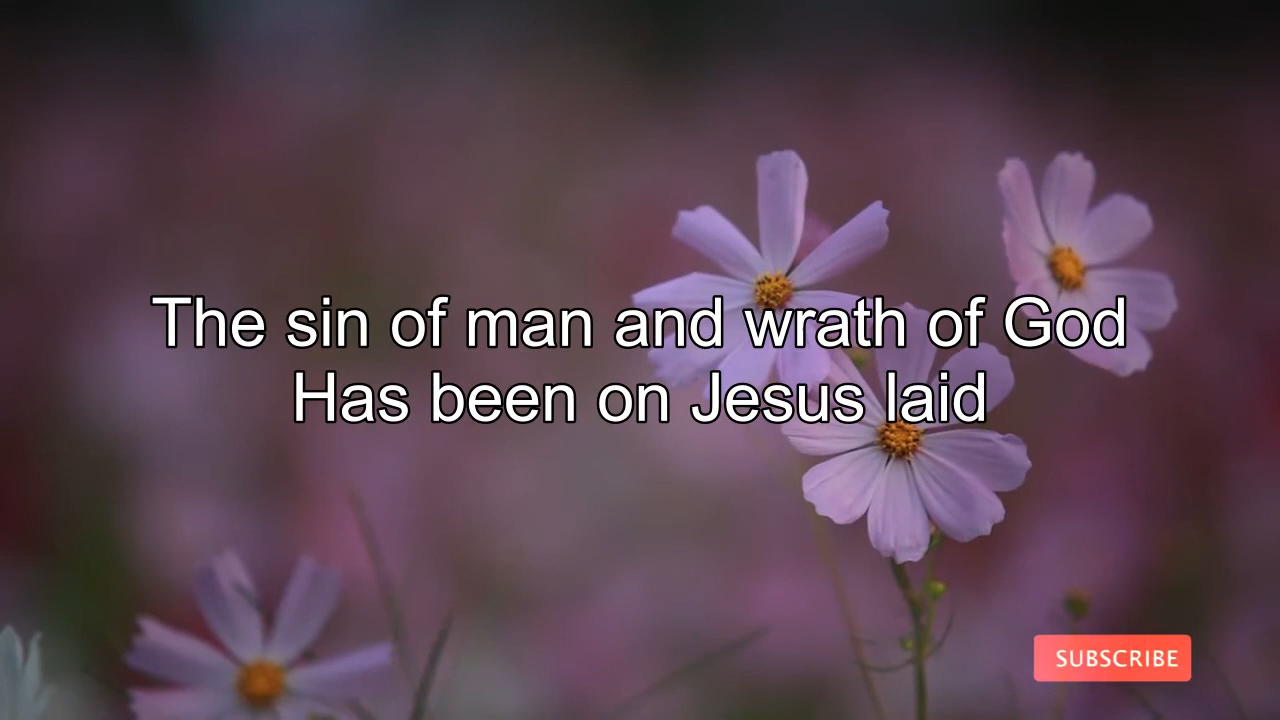 The sin of man and wrath of God
Has been on Jesus laid
SUBSCRIBE